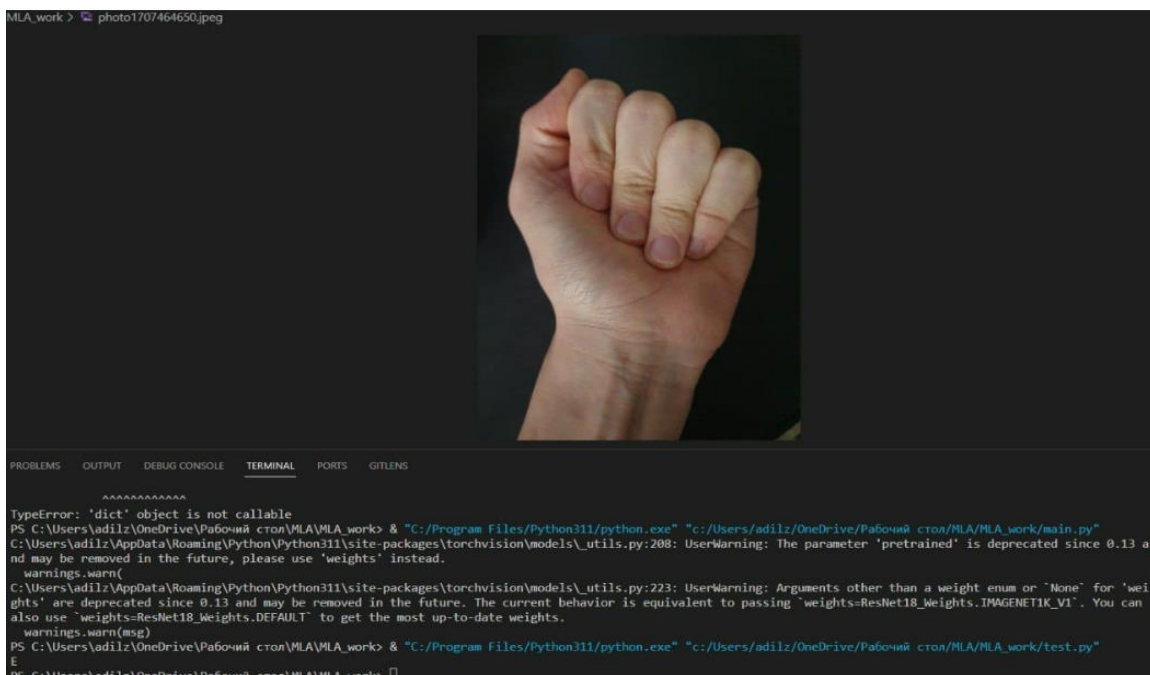 MLA_work > photo1707464650.jpeg
PROBLEMS OUTPUT DEBUG CONSOLE TERMINAL PORTS GITLENS
^^^^^^^^^^^^
TypeError: 'dict' object is not callable
PS C:\Users\adilz\OneDrive\Рабочий стол\MLA\MLA_work> & "C:/Program Files/Python311/python.exe" "c:/Users/adilz/OneDrive/Рабочий стол/MLA/MLA_work/main.py"
C:\Users\adilz\AppData\Roaming\Python\Python311\site-packages\torchvision\models\_utils.py:208: UserWarning: The parameter 'pretrained' is deprecated since 0.13 a
nd may be removed in the future, please use 'weights' instead.
warnings.warn(
C:\Users\adilz\AppData\Roaming\Python\Python311\site-packages\torchvision\models\_utils.py:223: UserWarning: Arguments other than a weight enum or `None` for 'wei
ghts' are deprecated since 0.13 and may be removed in the future. The current behavior is equivalent to passing `weights=ResNet18_Weights.IMAGENET1K_V1`. You can
also use `weights=ResNet18_Weights.DEFAULT` to get the most up-to-date weights.
warnings.warn(msg)
PS C:\Users\adilz\OneDrive\Рабочий стол\MLA\MLA_work> & "C:/Program Files/Python311/python.exe" "c:/Users/adilz/OneDrive/Рабочий стол/MLA/MLA_work/test.py"
E
PS C:\Users\adilz\OneDrive\Рабочий стол\MLA\MLA_work>